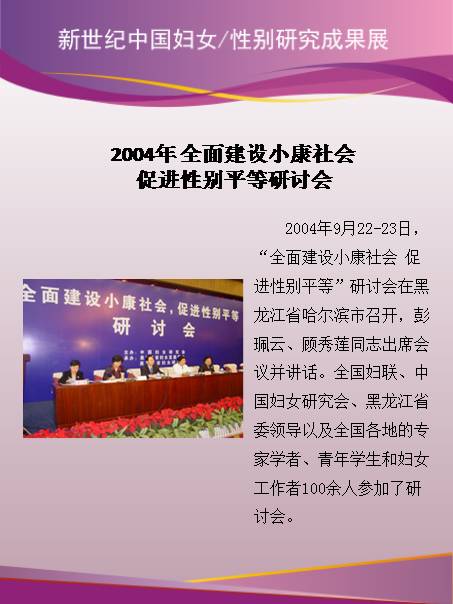 新世纪中国妇女/性别研究成果展
2004年全面建设小康社会
促进性别平等研讨会
2004年9月22-23日,
“全面建设小康社会 促
进性别平等”研讨会在黑
龙江省哈尔滨市召开，彭
珮云、顾秀莲同志出席会
议并讲话。全国妇联、中
国妇女研究会、黑龙江省
委领导以及全国各地的专
家学者、青年学生和妇女
工作者100余人参加了研
讨会。
全面建设小康社会，促进性别平等
研 讨 会